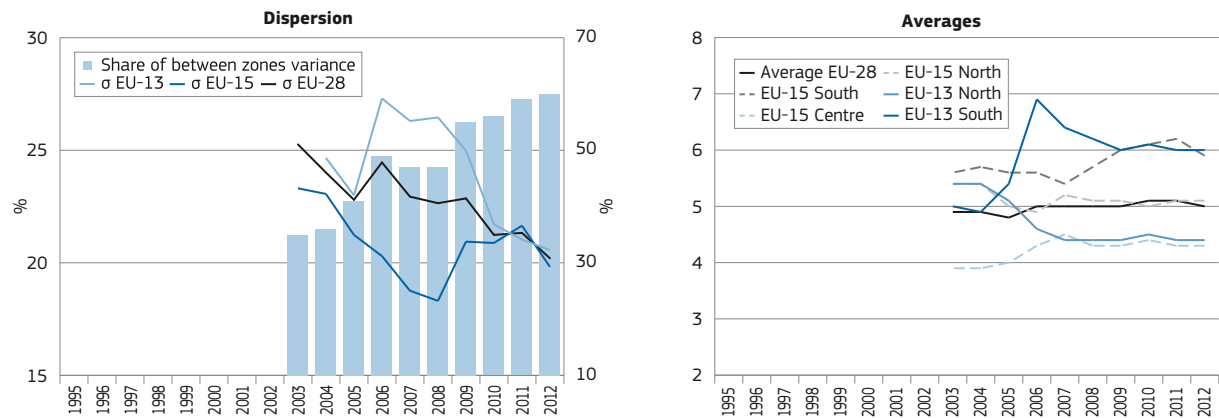 Dispersion
30
25
20
15
%
Share of between zones variance
σ EU-13 σ EU-15 σ EU-28
70
50
30
10
%
1995 1996 1997 1998 1999 2000 2001 2002 2003 2004 2005 2006 2007 2008 2009 2010 2011 2012
Averages
8
7
6
5
4
3
2
%
Average EU-28 EU-15 North
EU-15 South EU-13 North
EU-15 Centre EU-13 South
1995 1996 1997 1998 1999 2000 2001 2002 2003 2004 2005 2006 2007 2008 2009 2010 2011 2012